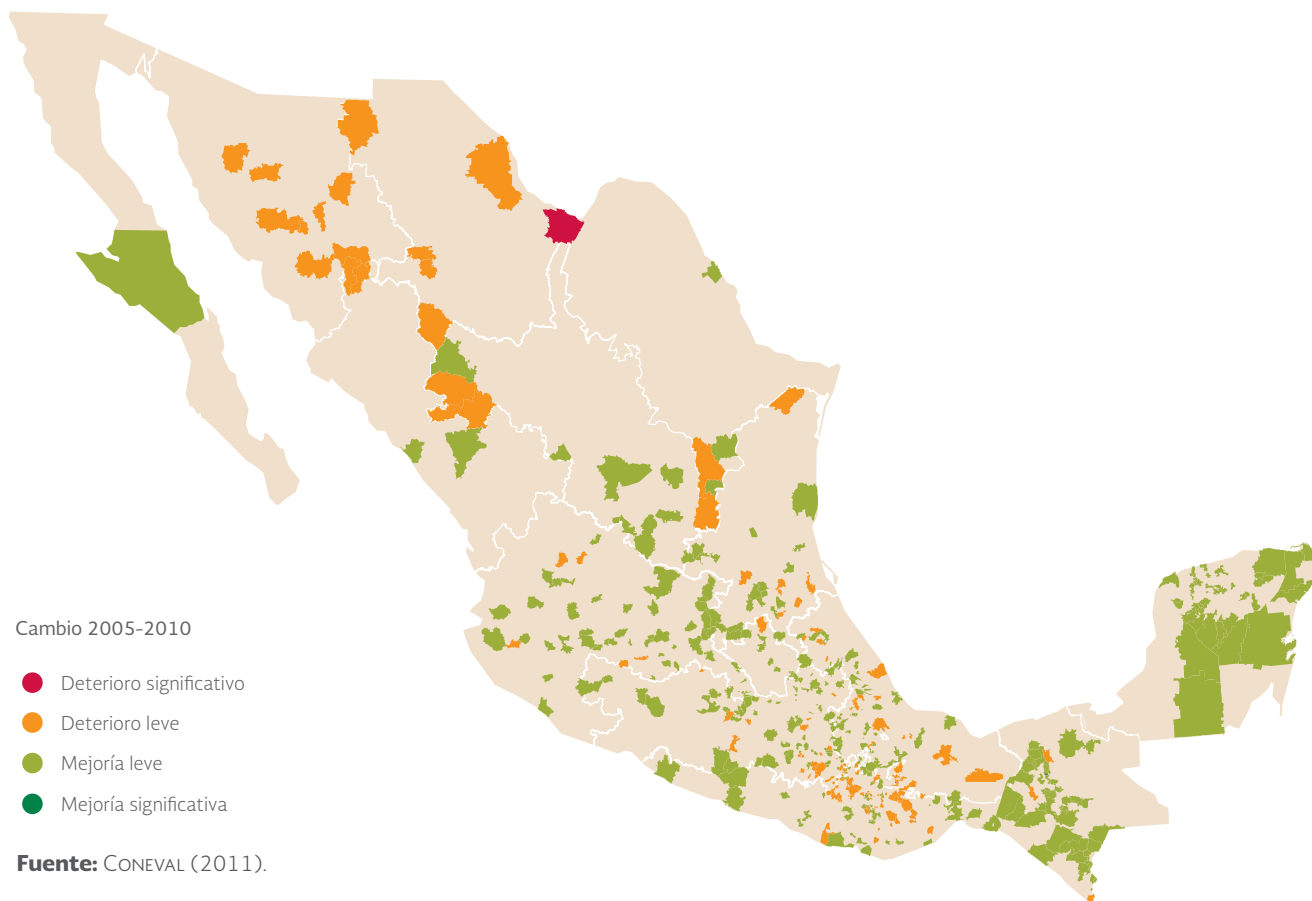 Cambio 2005-2010
Deterioro significativo
Deterioro leve
Mejoría leve
Mejoría significativa
Fuente: CONEVAL (2011).